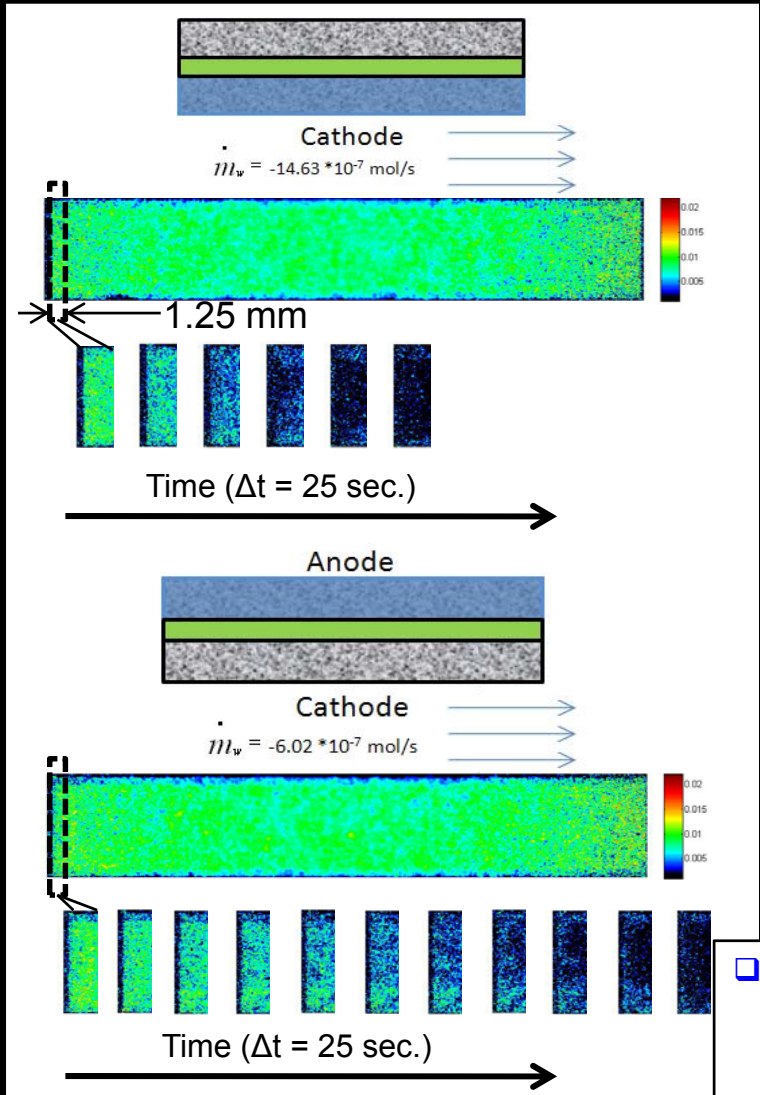 Cathode
ṁ_w = -14.63 *10⁻⁷ mol/s
0.02
0.015
0.01
0.005
1.25 mm
Time (Δt = 25 sec.)
Anode
Cathode
ṁ_w = -6.02 *10⁻⁷ mol/s
0.02
0.015
0.01
0.005
Time (Δt = 25 sec.)